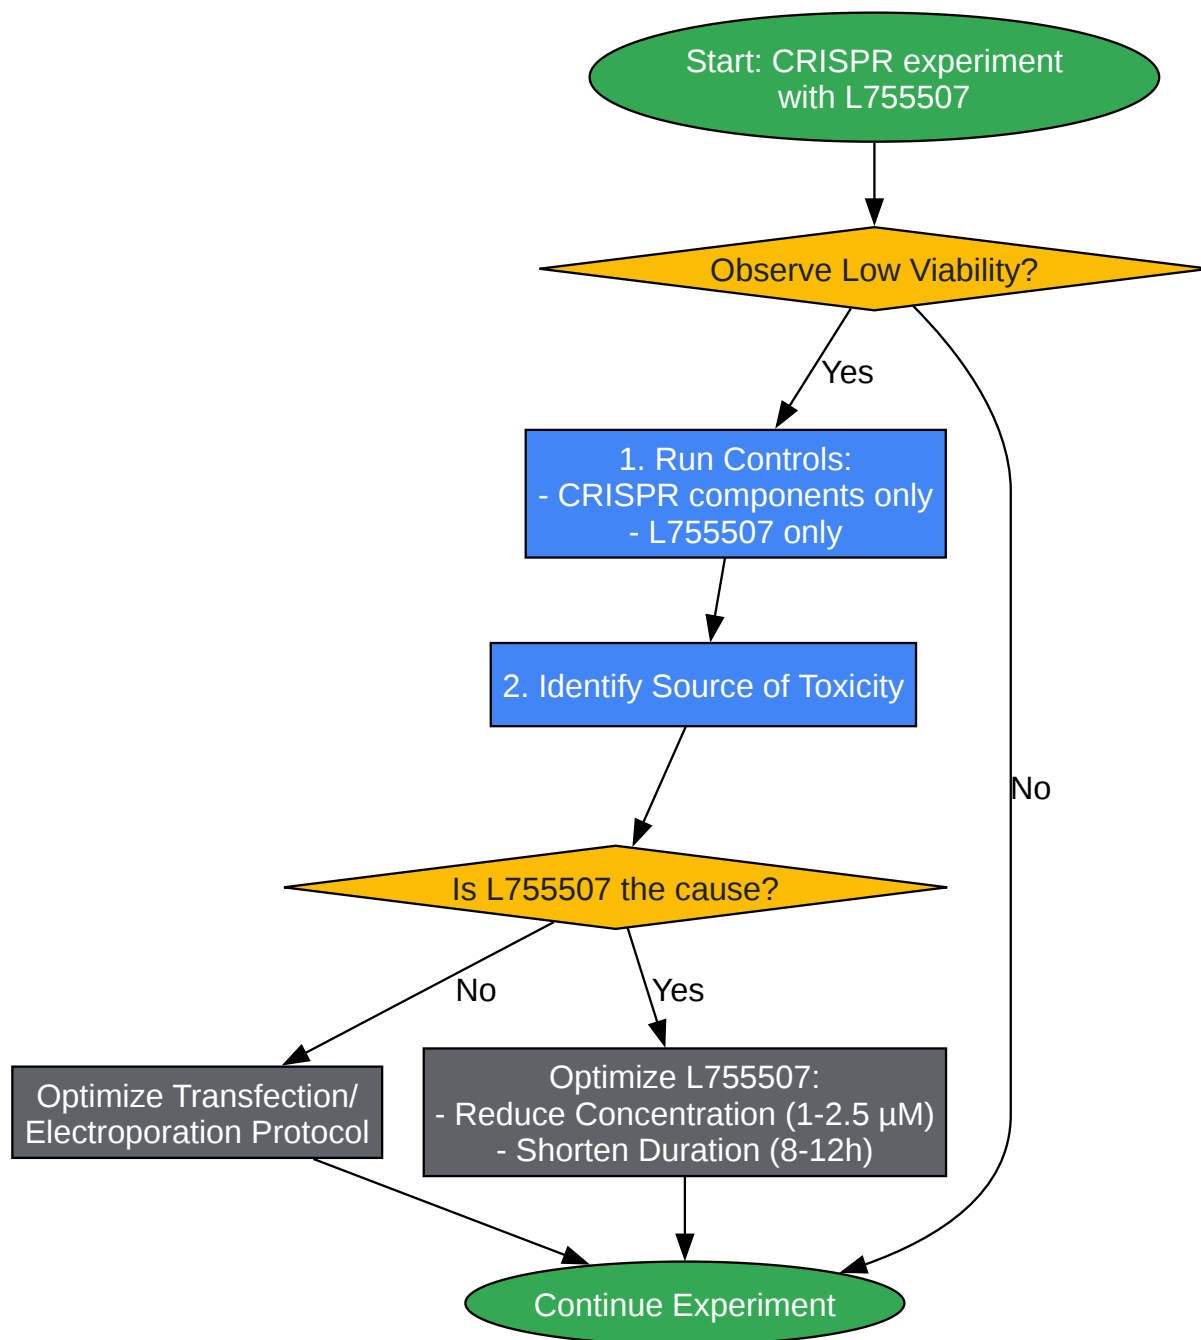 Start: CRISPR experiment
with L755507
Observe Low Viability?
Yes
1. Run Controls:
- CRISPR components only
- L755507 only
2. Identify Source of Toxicity
No
Is L755507 the cause?
No
Yes
Optimize Transfection/
Electroporation Protocol
Optimize L755507:
- Reduce Concentration (1-2.5 µM)
- Shorten Duration (8-12h)
Continue Experiment